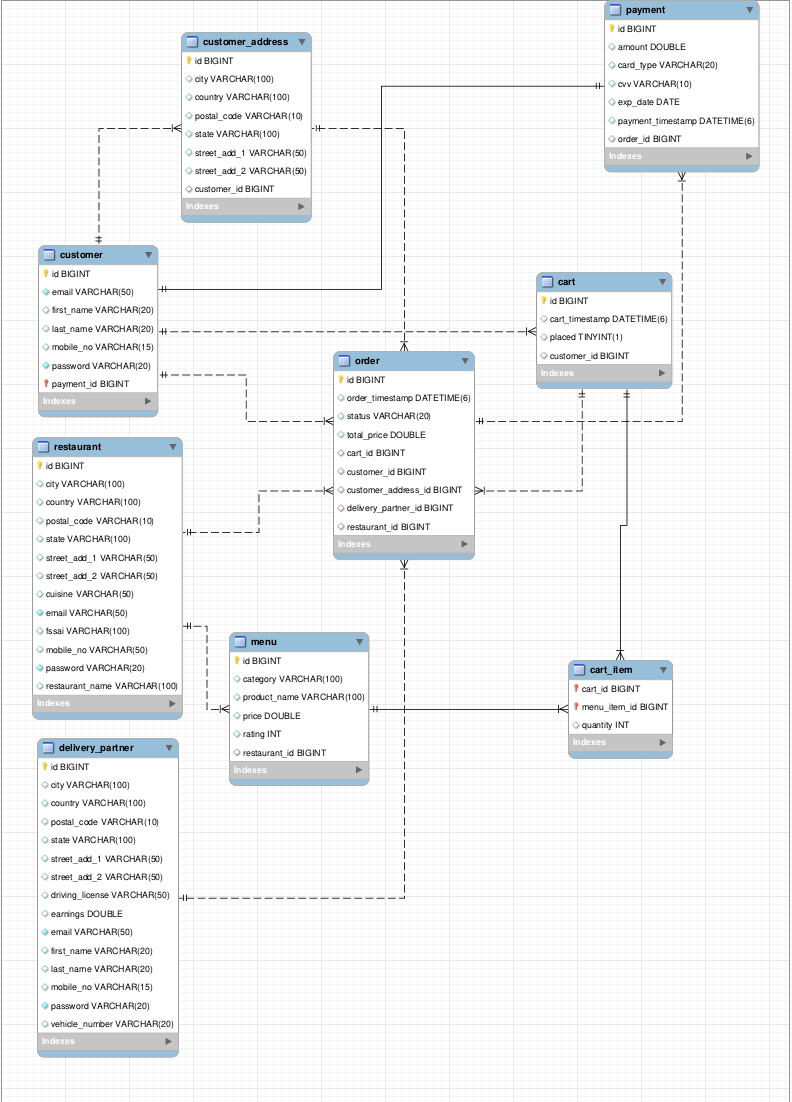 payment
id BIGINT
amount DOUBLE
card_type VARCHAR(20)
cvv VARCHAR(10)
exp_date DATE
payment_timestamp DATETIME(6)
order_id BIGINT
Indexes
customer_address
id BIGINT
city VARCHAR(100)
country VARCHAR(100)
postal_code VARCHAR(10)
state VARCHAR(100)
street_add_1 VARCHAR(50)
street_add_2 VARCHAR(50)
customer_id BIGINT
Indexes
customer
id BIGINT
email VARCHAR(50)
first_name VARCHAR(20)
last_name VARCHAR(20)
mobile_no VARCHAR(15)
password VARCHAR(20)
payment_id BIGINT
Indexes
cart
id BIGINT
cart_timestamp DATETIME(6)
placed TINYINT(1)
customer_id BIGINT
Indexes
order
id BIGINT
order_timestamp DATETIME(6)
status VARCHAR(20)
total_price DOUBLE
cart_id BIGINT
customer_id BIGINT
customer_address_id BIGINT
delivery_partner_id BIGINT
restaurant_id BIGINT
Indexes
restaurant
id BIGINT
city VARCHAR(100)
country VARCHAR(100)
postal_code VARCHAR(10)
state VARCHAR(100)
street_add_1 VARCHAR(50)
street_add_2 VARCHAR(50)
cuisine VARCHAR(50)
email VARCHAR(50)
fssai VARCHAR(100)
mobile_no VARCHAR(50)
password VARCHAR(20)
restaurant_name VARCHAR(100)
Indexes
menu
id BIGINT
category VARCHAR(100)
product_name VARCHAR(100)
price DOUBLE
rating INT
restaurant_id BIGINT
Indexes
cart_item
cart_id BIGINT
menu_item_id BIGINT
quantity INT
Indexes
delivery_partner
id BIGINT
city VARCHAR(100)
country VARCHAR(100)
postal_code VARCHAR(10)
state VARCHAR(100)
street_add_1 VARCHAR(50)
street_add_2 VARCHAR(50)
driving_license VARCHAR(50)
earnings DOUBLE
email VARCHAR(50)
first_name VARCHAR(20)
last_name VARCHAR(20)
mobile_no VARCHAR(15)
password VARCHAR(20)
vehicle_number VARCHAR(20)
Indexes